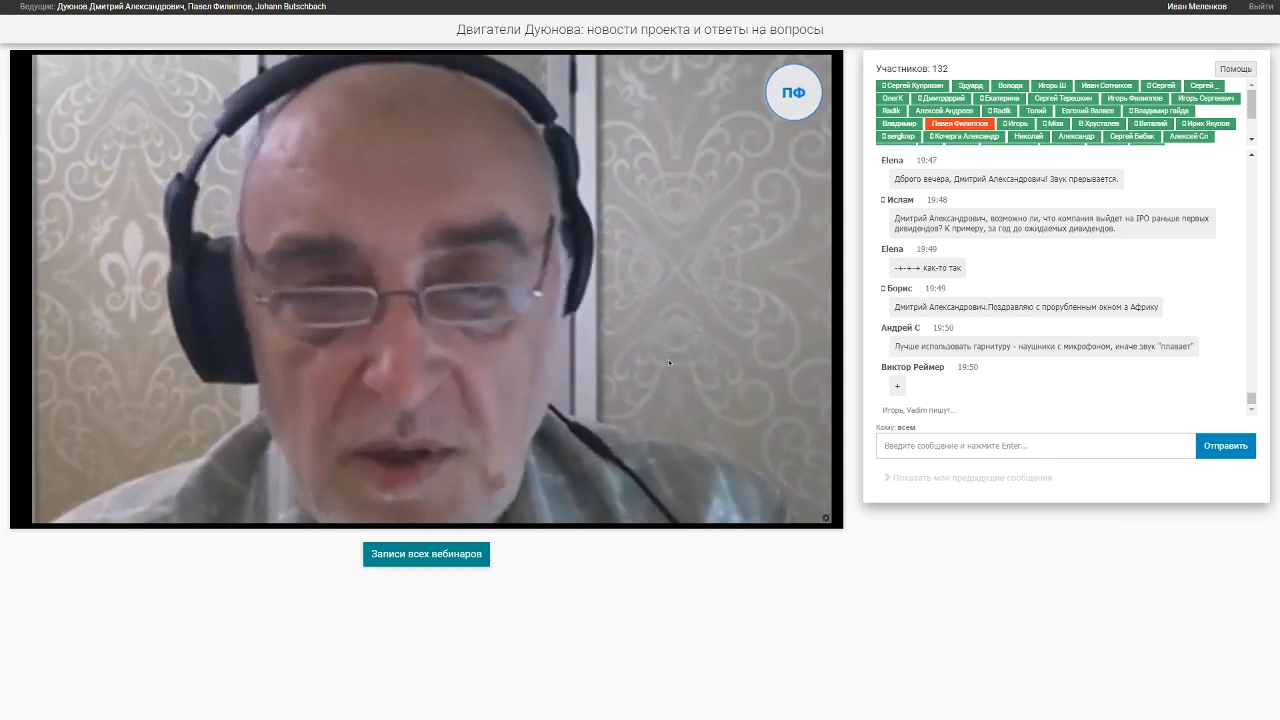 Ведущие: Дуюнов Дмитрий Александрович, Павел Филиппов, Johann Butschbach
Иван Меленков
Выйти
Двигатели Дуюнова: новости проекта и ответы на вопросы
ПФ
Записи всех вебинаров
Участников: 132
Помощь
Сергей Купряхин Эдуард Володя Игорь Ш Иван Сотников Сергей Сергей _
ОлегК Дмитррррий Екатерина Сергей Терешкин Игорь Филиппов Игорь Сергеевич
Radik Алексей Андреев Radik Толий Евгений Валяев Владимир гайда
Владимир Павел Филиппов ИгорьМіха В Хрусталев Виталий Ирик Якупов
sergkrap Кочерга Александр Николай Александр Сергей Бабак Алексей Сл
Elena 19:47
Дброго вечера, Дмитрий Александрович! Звук прерывается.
Ислам 19:48
Дмитрий Александрович, возможно ли, что компания выйдет на IPO раньше первых
дивидендов? К примеру, за год до ожидаемых дивидендов.
Elena 19:49
-+-+-+ как-то так
Борис 19:49
Дмитрий Александрович.Поздравляю с прорубленным окном а Африку
Андрей С 19:50
Лучше использовать гарнитуру - наушники с микрофоном, иначе звук "плавает"
Виктор Реймер 19:50
+
Игорь, Vadim пишут...
Кому: всем
Введите сообщение и нажмите Enter...
Отправить
Показать мои предыдущие сообщения